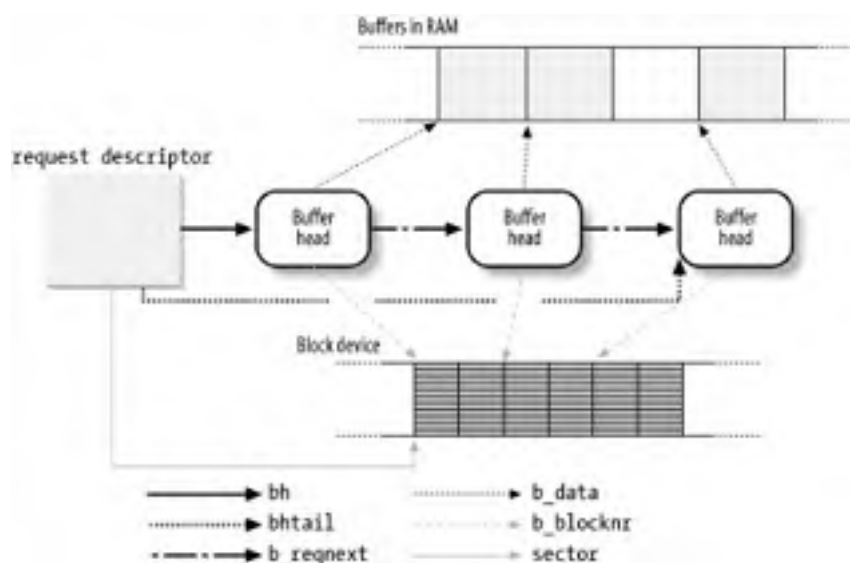 Buffers in RAM
request descriptor
Buffer head
Buffer head
Buffer head
Block device
bh
b_data
bhtail
b_blocknr
b_reqnext
sector